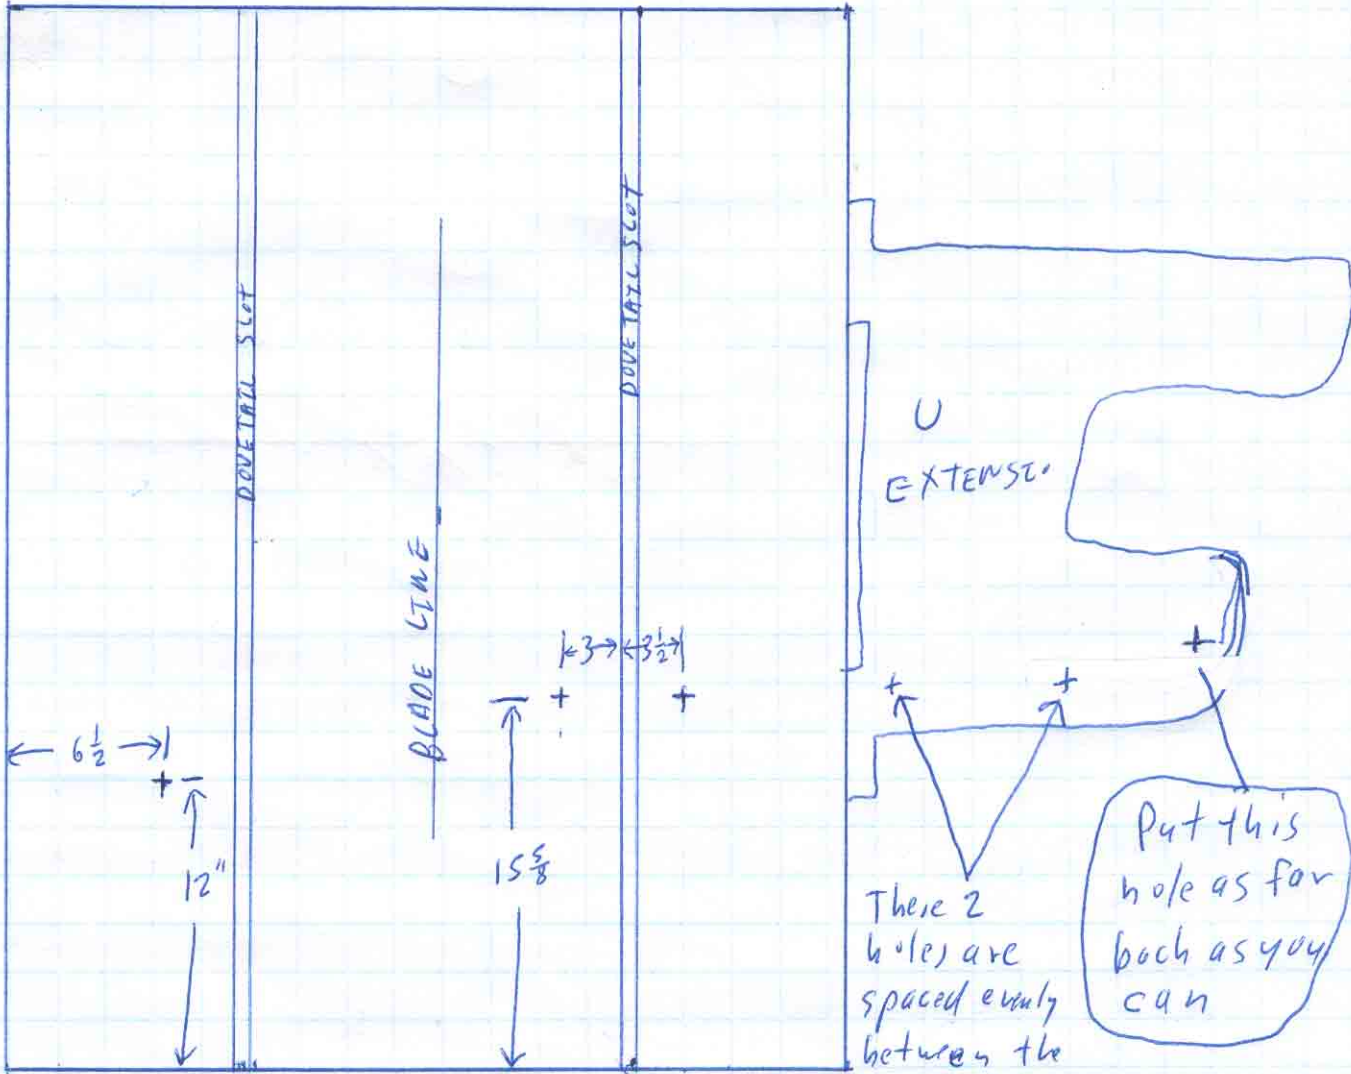 DOVETAIL SLOT
DOVETAIL SLOT
BLADE LINE
U
EXTENSI
3
3 1/2
6 1/2
12"
15 5/8
These 2
holes are
spaced evenly
between the
Put this
hole as far
back as you
can